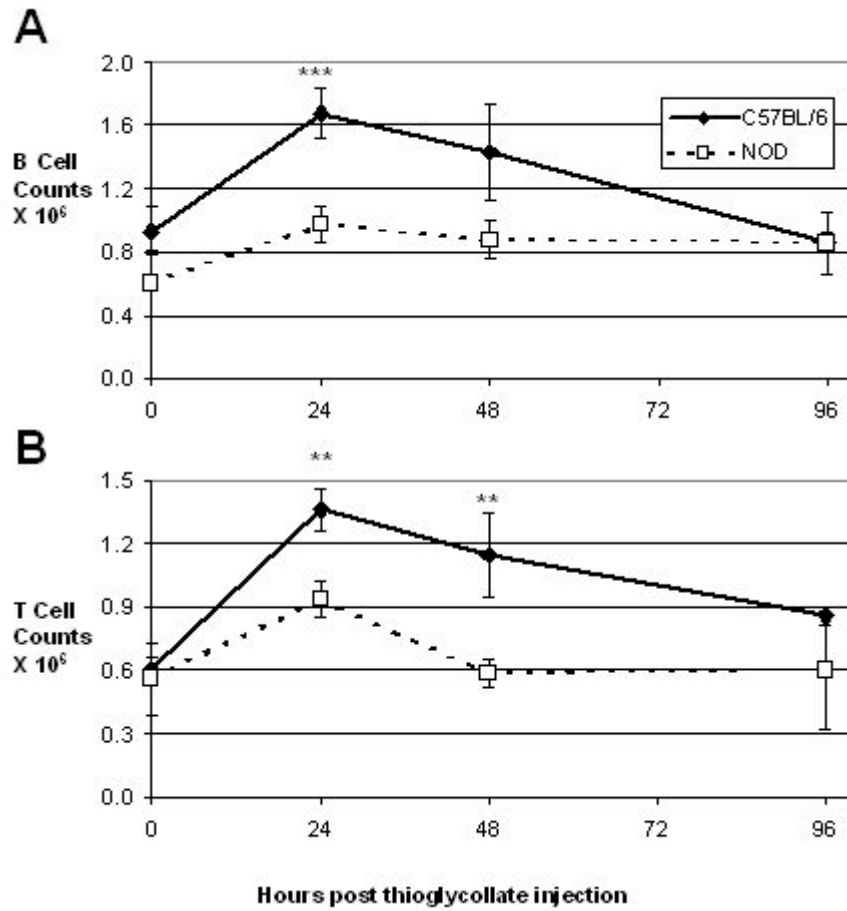 A
2.0
***
C57BL/6
1.6
NOD
B Cell
Counts
X 10⁶
1.2
0.8
0.4
0.0
0 24 48 72 96
B
**
1.5
**
1.2
T Cell
Counts
X 10⁶
0.9
0.6
0.3
0.0
0 24 48 72 96
Hours post thioglycollate injection